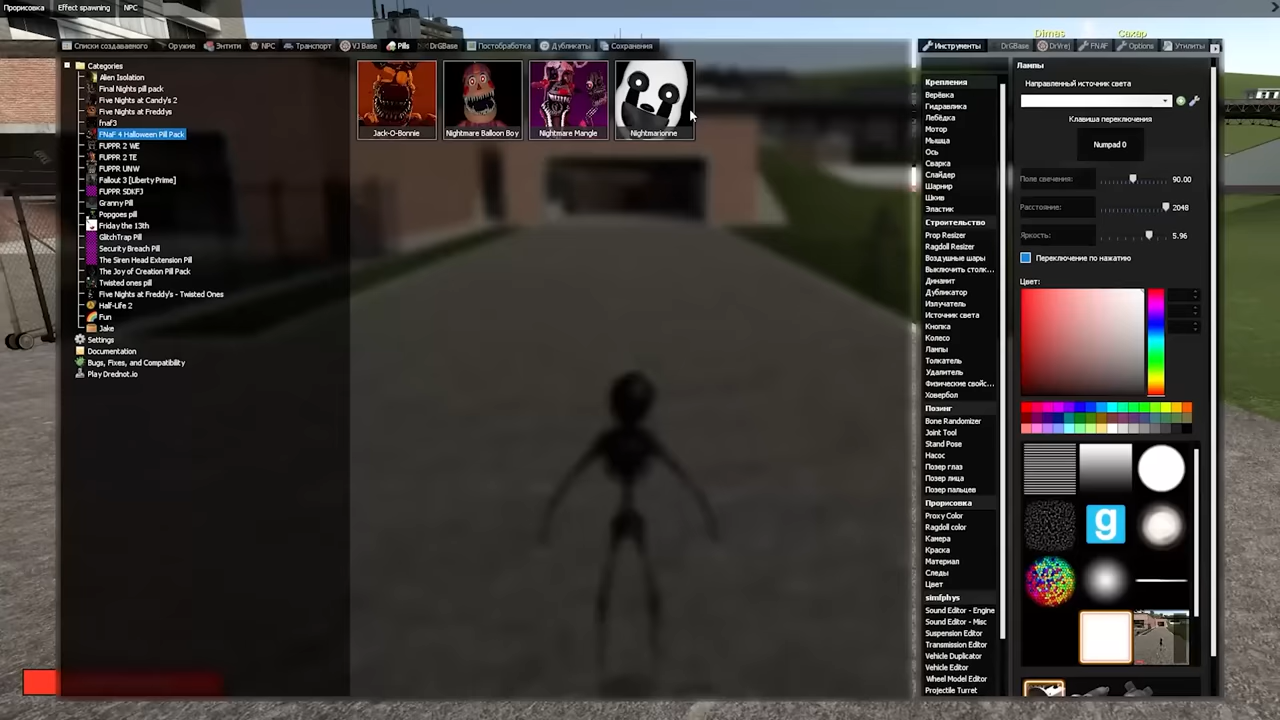 Прорисовка Effect spawning NPC
Dimas Сахар
Списки создаваемого Оружие Энтити NPC Транспорт VJ Base Pills DrGBase Постобработка Дубликаты Сохранения
Categories
Alien Isolation
Final Nights pill pack
Five Nights at Candy's 2
Five Nights at Freddys
fnaf3
FNaF 4 Halloween Pill Pack
FUPPR 2 WE
FUPPR 2 TE
FUPPR UNW
Fallout 3 [Liberty Prime]
FUPPR SDKFJ
Granny Pill
Popgoes pill
Friday the 13th
GlitchTrap Pill
Security Breach Pill
The Siren Head Extension Pill
The Joy of Creation Pill Pack
Twisted ones pill
Five Nights at Freddy's - Twisted Ones
Half-Life 2
Fun
Jake
Settings
Documentation
Bugs, Fixes, and Compatibility
Play Drednot.io
Jack-O-Bonnie
Nightmare Balloon Boy
Nightmare Mangle
Nightmarionne
Инструменты DrGBase DrVrej FNAF Options Утилиты
Крепления
Верёвка
Гидравлика
Лебёдка
Мотор
Мышца
Ось
Сварка
Слайдер
Шарнир
Шкив
Эластик
Строительство
Prop Resizer
Ragdoll Resizer
Воздушные шары
Выключить столк...
Динамит
Дубликатор
Излучатель
Источник света
Кнопка
Колесо
Лампы
Толкатель
Удалитель
Физические свойс...
Ховербол
Позинг
Bone Randomizer
Joint Tool
Stand Pose
Насос
Позер глаз
Позер лица
Позер пальцев
Прорисовка
Proxy Color
Ragdoll color
Камера
Краска
Материал
Следы
Цвет
simfphys
Sound Editor - Engine
Sound Editor - Misc
Suspension Editor
Transmission Editor
Vehicle Duplicator
Vehicle Editor
Wheel Model Editor
Projectile Turret
Лампы
Направленный источник света
Клавиша переключения
Numpad 0
Поле свечения: 90.00
Расстояние: 2048
Яркость: 5.96
Переключение по нажатию
Цвет:
g